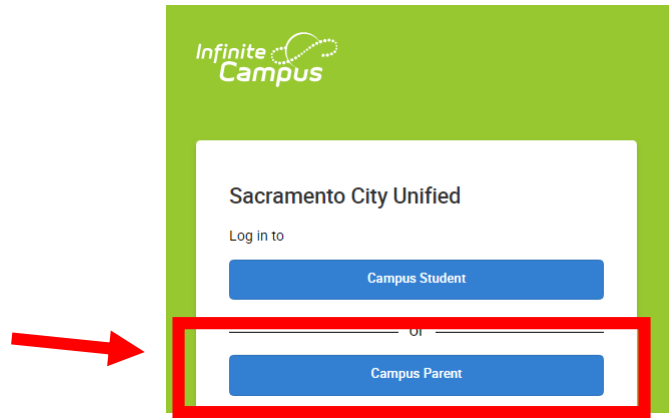 Infinite
Campus
Sacramento City Unified
Log in to
Campus Student
or
Campus Parent